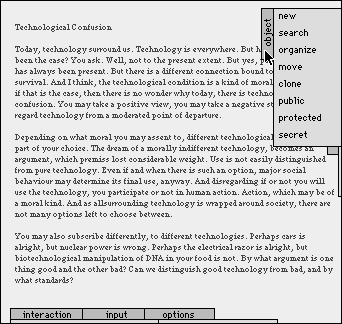 Technological Confusion
Today, technology surround us. Technology is everywhere. But h
been the case? You ask. Well, not to the present extent. But yes,
has always been present. But there is a different connection bound to
survival. And I think, the technological condition is a kind of moral
if that is the case, then there is no wonder why today, there is techn
confusion. You may take a positive view, you may take a negative st
regard technology from a moderated point of departure.
Depending on what moral you may assent to, different technological
part of your choice. The dream of a morally indifferent technology, becomes an
argument, which premiss lost considerable weight. Use is not easily distinguished
from pure technology. Even if and when there is such an option, major social
behaviour may determine its final use, anyway. And disregarding if or not you will
use the technology, you participate or not in human action. Action, which may be of
a moral kind. And as allsurrounding technology is wrapped around society, there
are not many options left to choose between.
You may also subscribe differently, to different technologies. Perhaps cars is
alright, but nuclear power is wrong. Perhaps the electrical razor is alright, but
biotechnological manipulation of DNA in your food is not. By what argument is one
thing good and the other bad? Can we distinguish good technology from bad, and by
what standards?
object
new
search
organize
move
clone
public
protected
secret
interaction input options